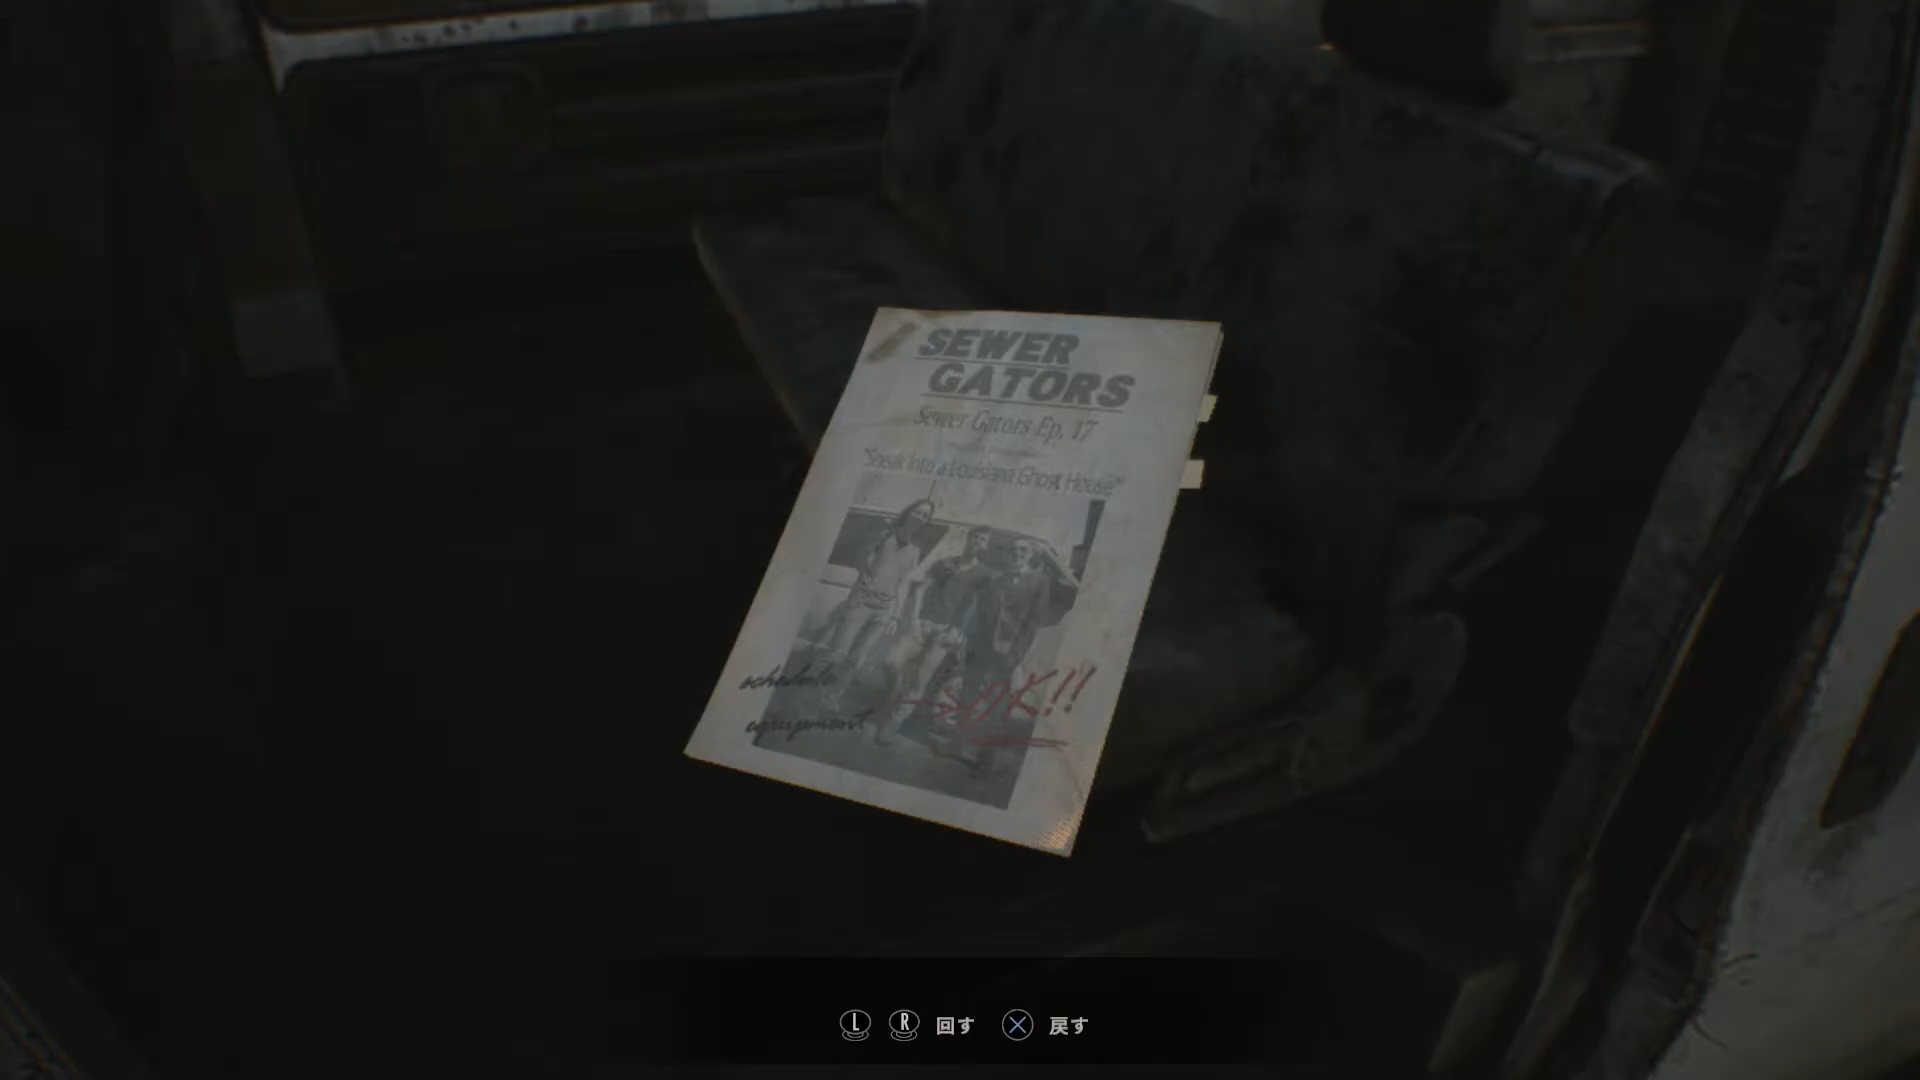 SEWER
GATORS
Sewer Gators Ep. 17
"Sneak into a Louisiana Ghost House"
schedule
equipment
→OK!!
L R 回す × 戻す